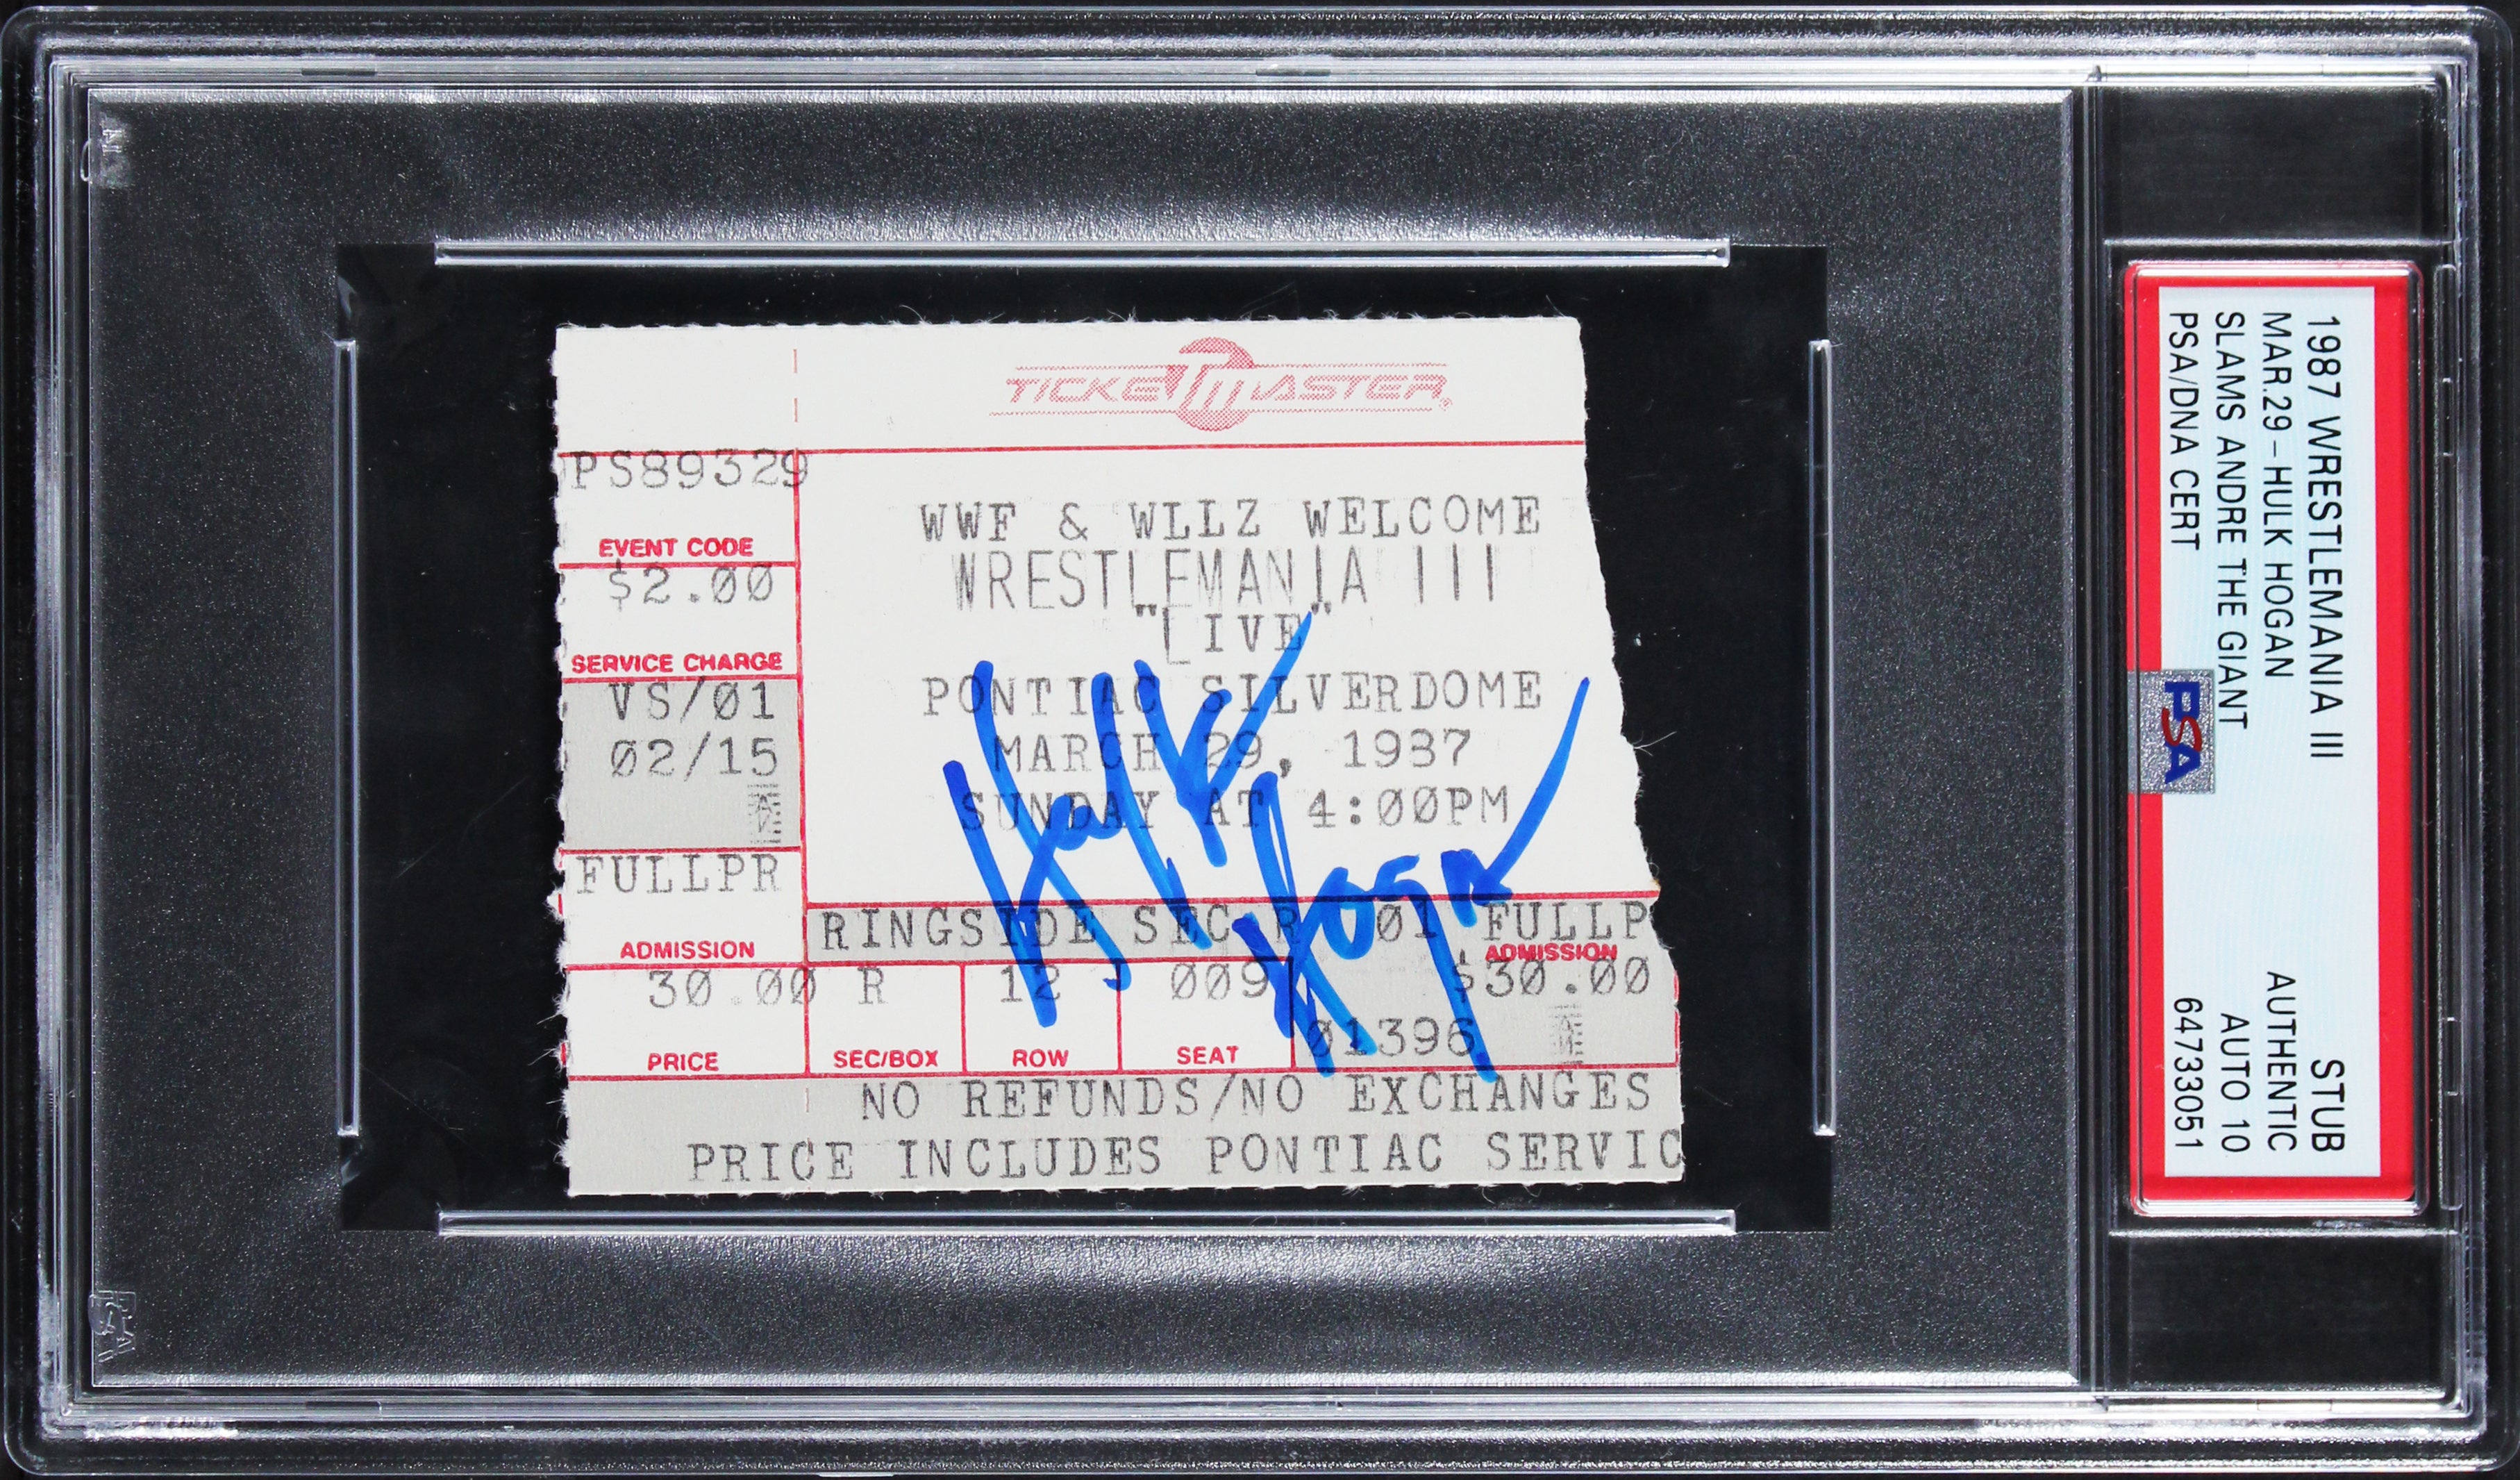 TICKETMASTER®
PS89329
EVENT CODE
$2.00
SERVICE CHARGE
VS/01
02/15
FULLPR
ADMISSION
30.00
PRICE
WWF & WLLZ WELCOME
WRESTLEMANIA III
"LIVE"
PONTIAC SILVERDOME
MARCH 29, 1987
SUNDAY AT 4:00PM
Hulk Hogan
RINGSIDE SEC R 01 FULLP
ADMISSION
R 12 009 $30.00
01396
SEC/BOX ROW SEAT
NO REFUNDS/NO EXCHANGES
PRICE INCLUDES PONTIAC SERVIC
1987 WRESTLEMANIA III STUB
MAR.29-HULK HOGAN AUTHENTIC
SLAMS ANDRE THE GIANT AUTO 10
PSA/DNA CERT 64733051
PSA